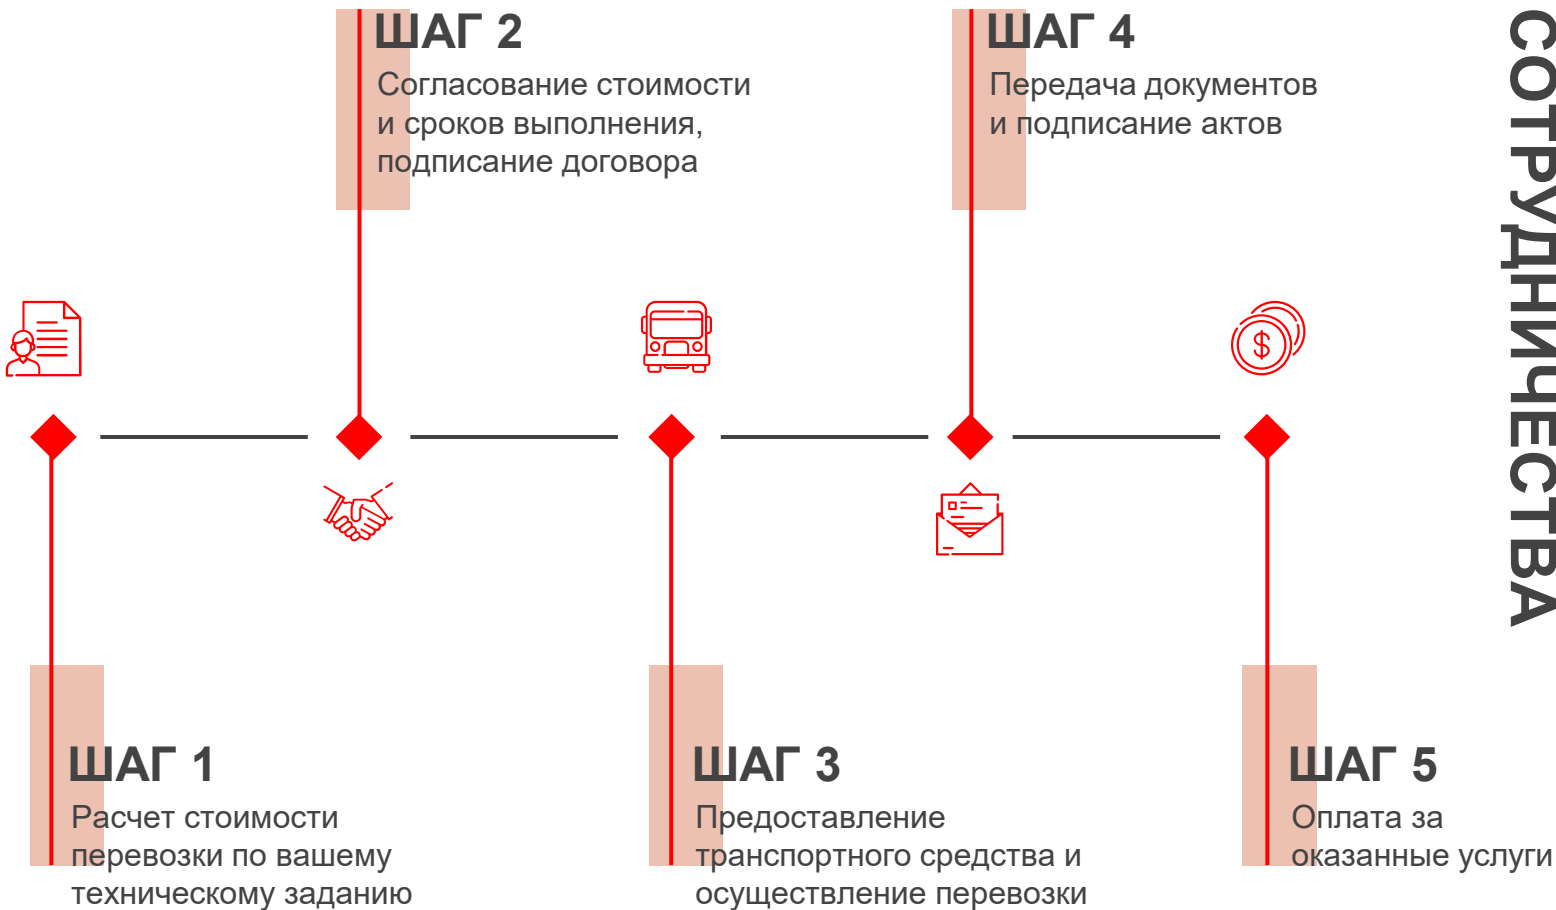 ШАГ 2
Согласование стоимости
и сроков выполнения,
подписание договора
ШАГ 4
Передача документов
и подписание актов
СОТРУДНИЧЕСТВА
$
ШАГ 1
Расчет стоимости
перевозки по вашему
техническому заданию
ШАГ 3
Предоставление
транспортного средства и
осуществление перевозки
ШАГ 5
Оплата за
оказанные услуги